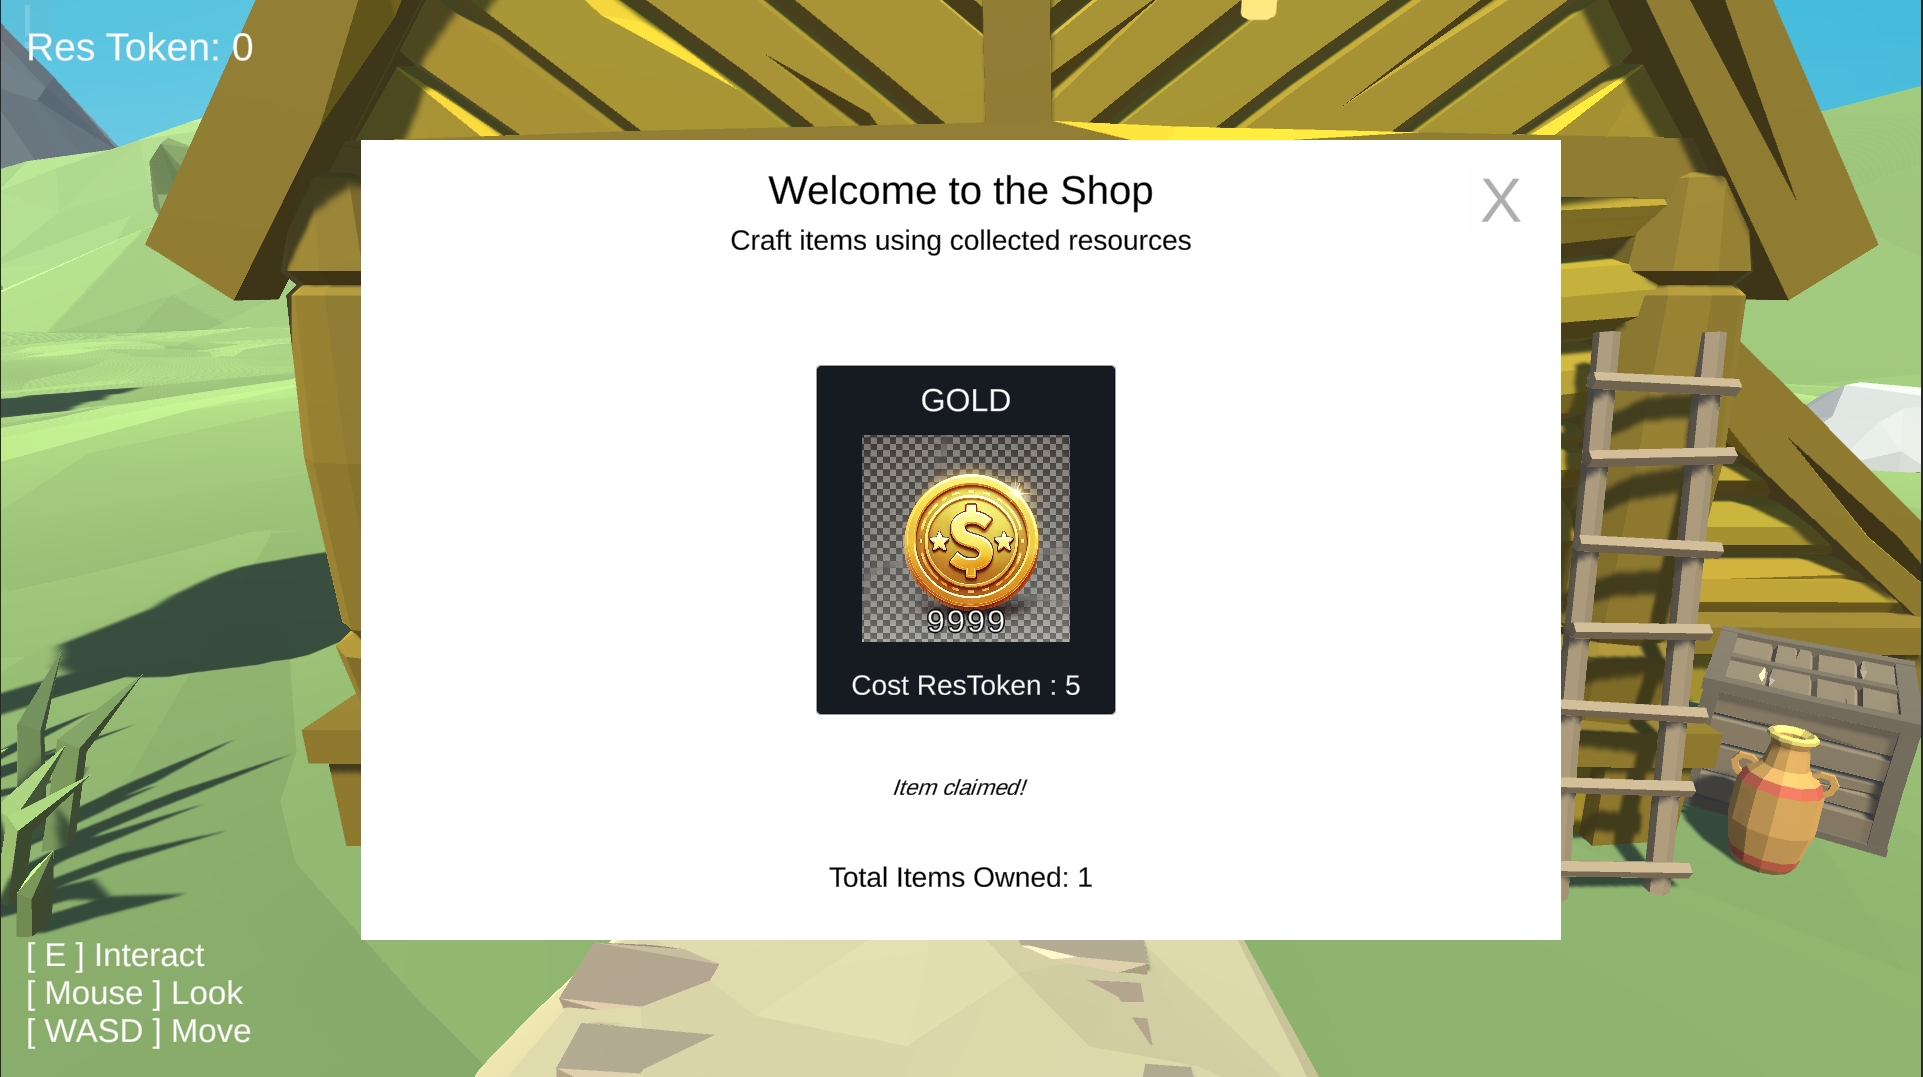 Res Token: 0
Welcome to the Shop
X
Craft items using collected resources
GOLD
$
9999
Cost ResToken : 5
Item claimed!
Total Items Owned: 1
[ E ] Interact
[ Mouse ] Look
[ WASD ] Move